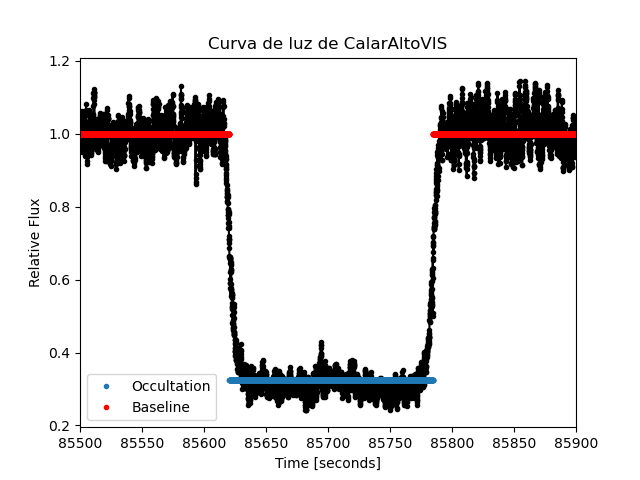 Curva de luz de CalarAltoVIS
Relative Flux
1.2
1.0
0.8
0.6
0.4
0.2
Occultation
Baseline
85500 85550 85600 85650 85700 85750 85800 85850 85900
Time [seconds]